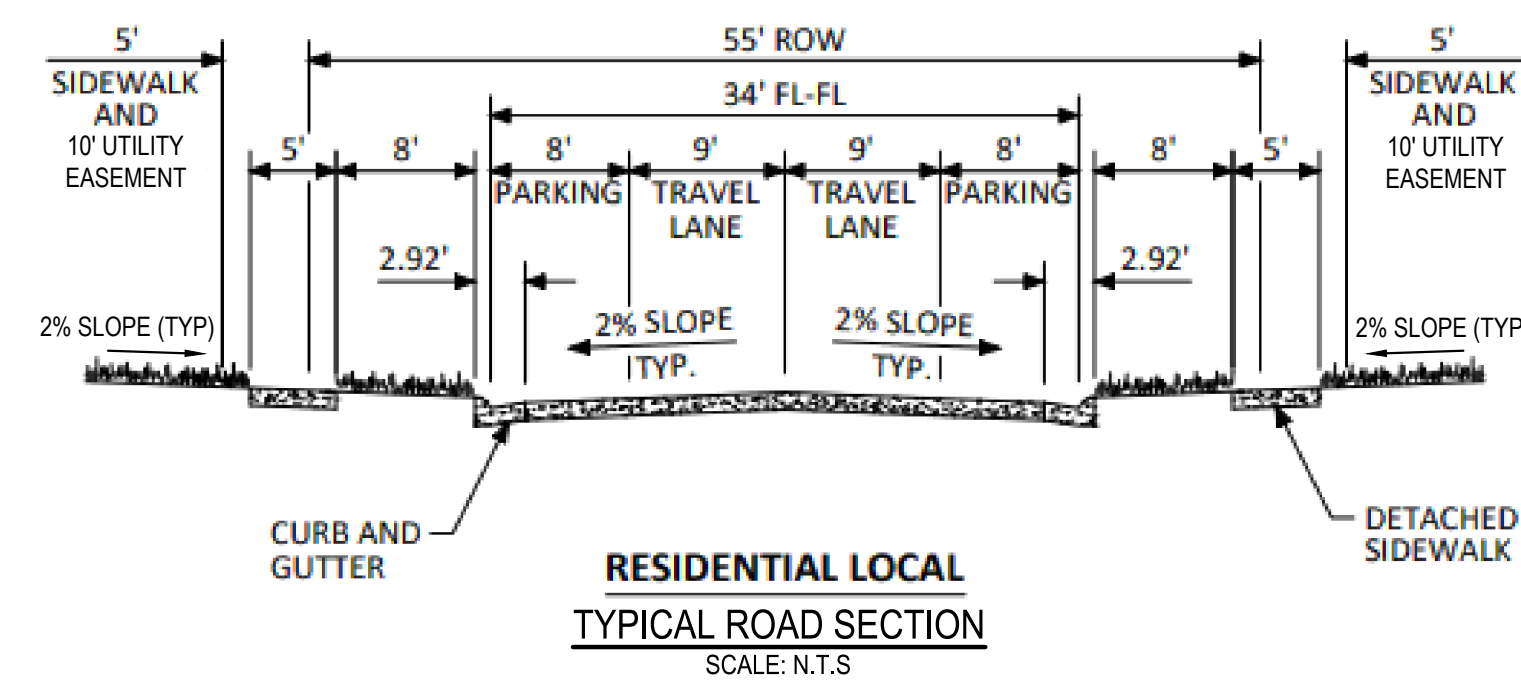 5' 55' ROW 5'
SIDEWALK
AND
10' UTILITY
EASEMENT
34' FL-FL
SIDEWALK
AND
10' UTILITY
EASEMENT
5' 8' 8' 9' 9' 8' 8' 5'
PARKING TRAVEL
LANE TRAVEL
LANE PARKING
2.92' 2.92'
2% SLOPE (TYP) 2% SLOPE
TYP. 2% SLOPE
TYP. 2% SLOPE (TYP
CURB AND
GUTTER
DETACHED
SIDEWALK
RESIDENTIAL LOCAL
TYPICAL ROAD SECTION
SCALE: N.T.S